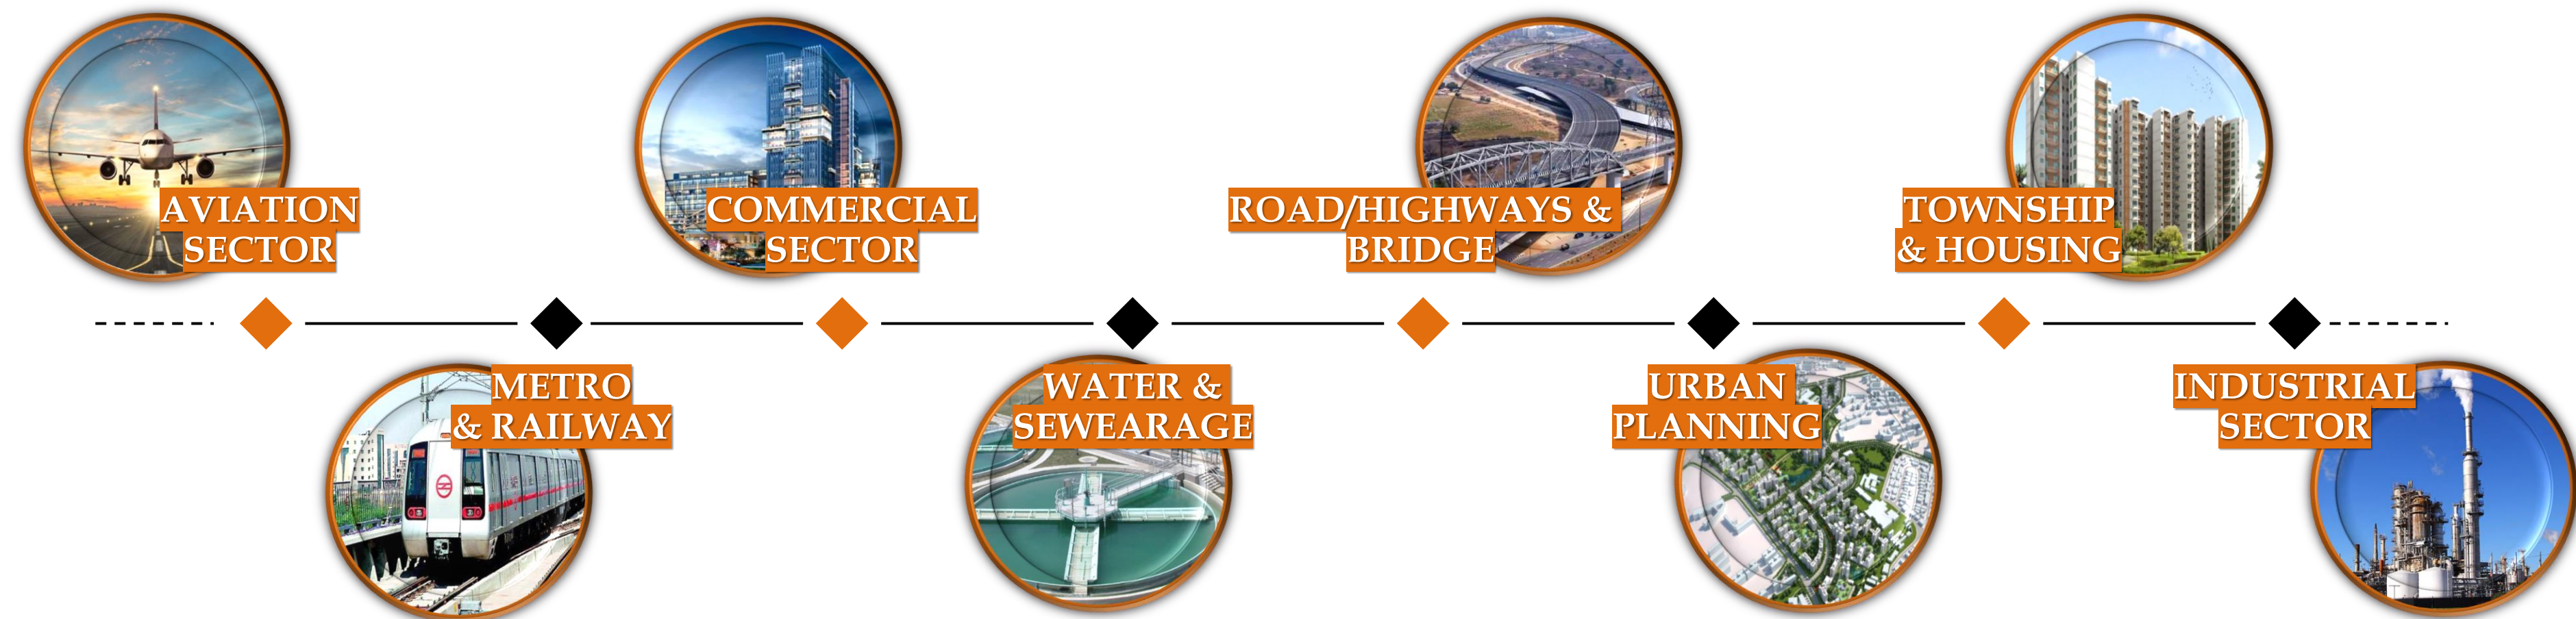 AVIATION
SECTOR
COMMERCIAL
SECTOR
ROAD/HIGHWAYS &
BRIDGE
TOWNSHIP
& HOUSING
METRO
& RAILWAY
WATER &
SEWEARAGE
URBAN
PLANNING
INDUSTRIAL
SECTOR